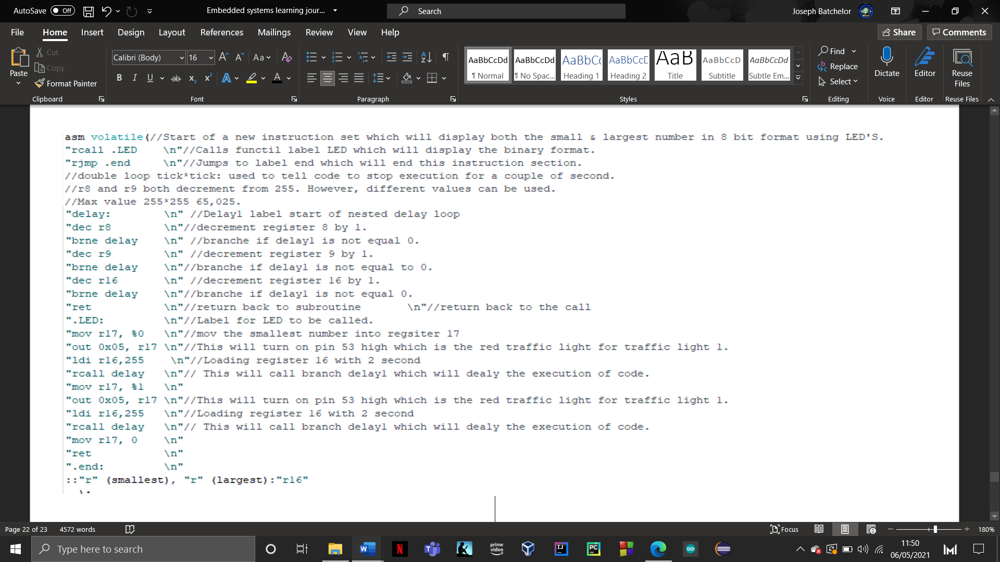 AutoSave Off Embedded systems learning jour... Search Joseph Batchelor
File Home Insert Design Layout References Mailings Review View Help Share Comments
Paste Cut Copy Format Painter Clipboard
Calibri (Body) 16 Font
Paragraph
AaBbCcDd AaBbCcDd AaBbCc AaBbCcD AaB AaBbCcD AaBbCcDd
¶ Normal ¶ No Spac... Heading 1 Heading 2 Title Subtitle Subtle Em...
Styles
Find Replace Select Editing
Dictate Voice
Editor Editor
Reuse Files Reuse Files
asm volatile(//Start of a new instruction set which will display both the small & largest number in 8 bit format using LED'S.
"rcall .LED \n"//Calls functil label LED which will display the binary format.
"rjmp .end \n"//Jumps to label end which will end this instruction section.
//double loop tick*tick: used to tell code to stop execution for a couple of second.
//r8 and r9 both decrement from 255. However, different values can be used.
//Max value 255*255 65,025.
"delay: \n" //Delay1 label start of nested delay loop
"dec r8 \n"//decrement register 8 by 1.
"brne delay \n" //branche if delay1 is not equal 0.
"dec r9 \n" //decrement register 9 by 1.
"brne delay \n"//branche if delay1 is not equal to 0.
"dec r16 \n" //decrement register 16 by 1.
"brne delay \n"//branche if delay1 is not equal 0.
"ret \n"//return back to subroutine \n"//return back to the call
".LED: \n"//Label for LED to be called.
"mov r17, %0 \n"//mov the smallest number into regsiter 17
"out 0x05, r17 \n"//This will turn on pin 53 high which is the red traffic light for traffic light 1.
"ldi r16,255 \n"//Loading register 16 with 2 second
"rcall delay \n"// This will call branch delay1 which will dealy the execution of code.
"mov r17, %1 \n"
"out 0x05, r17 \n"//This will turn on pin 53 high which is the red traffic light for traffic light 1.
"ldi r16,255 \n"//Loading register 16 with 2 second
"rcall delay \n"// This will call branch delay1 which will dealy the execution of code.
"mov r17, 0 \n"
"ret \n"
".end: \n"
::"r" (smallest), "r" (largest):"r16"
);
Page 22 of 23 4572 words Focus 180%
Type here to search prime video IJ PC 11:50
06/05/2021